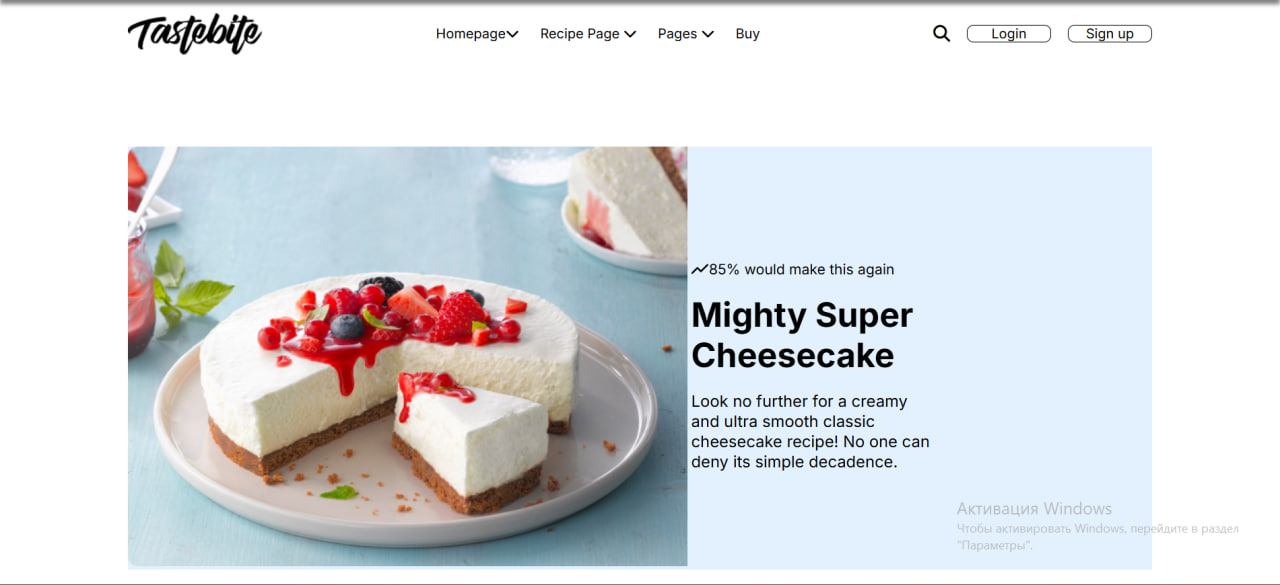 Tastebite
Homepage
Recipe Page
Pages
Buy
Login
Sign up
85% would make this again
Mighty Super
Cheesecake
Look no further for a creamy
and ultra smooth classic
cheesecake recipe! No one can
deny its simple decadence.
Активация Windows
Чтобы активировать Windows, перейдите в раздел
"Параметры".